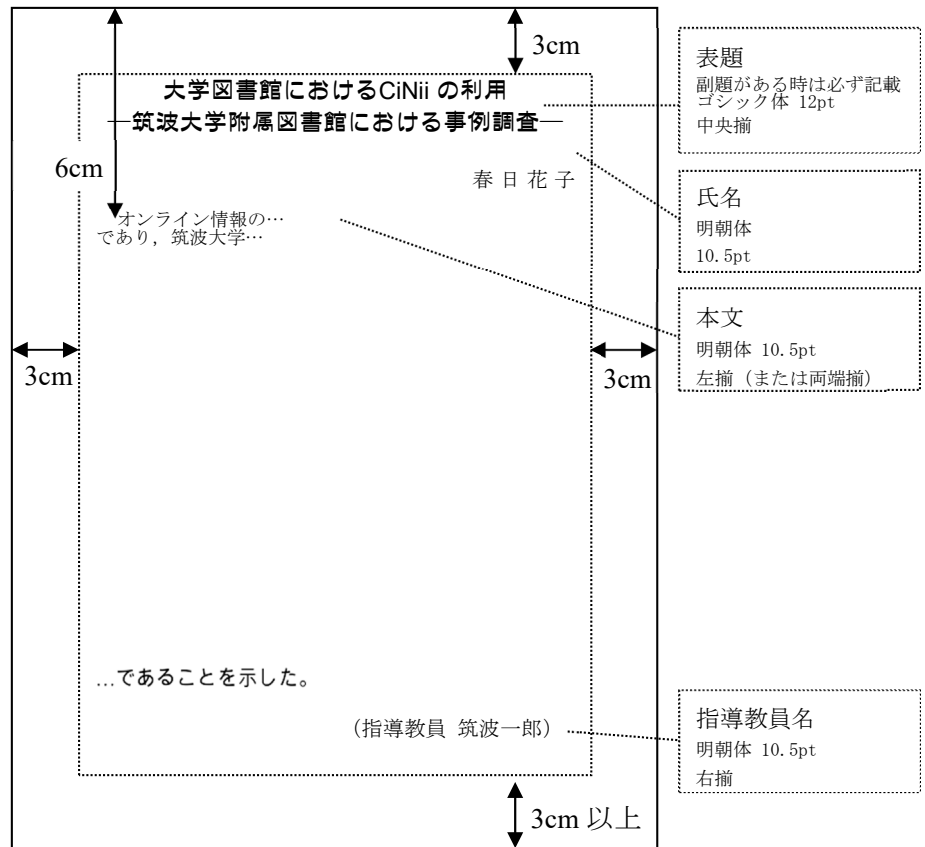 3cm
大学図書館におけるCiNii の利用
―筑波大学附属図書館における事例調査―
6cm
春 日 花 子
オンライン情報の…
であり，筑波大学…
3cm
3cm
…であることを示した。
（指導教員 筑波一郎）
3cm 以上
表題
副題がある時は必ず記載
ゴシック体 12pt
中央揃
氏名
明朝体
10.5pt
本文
明朝体 10.5pt
左揃（または両端揃）
指導教員名
明朝体 10.5pt
右揃